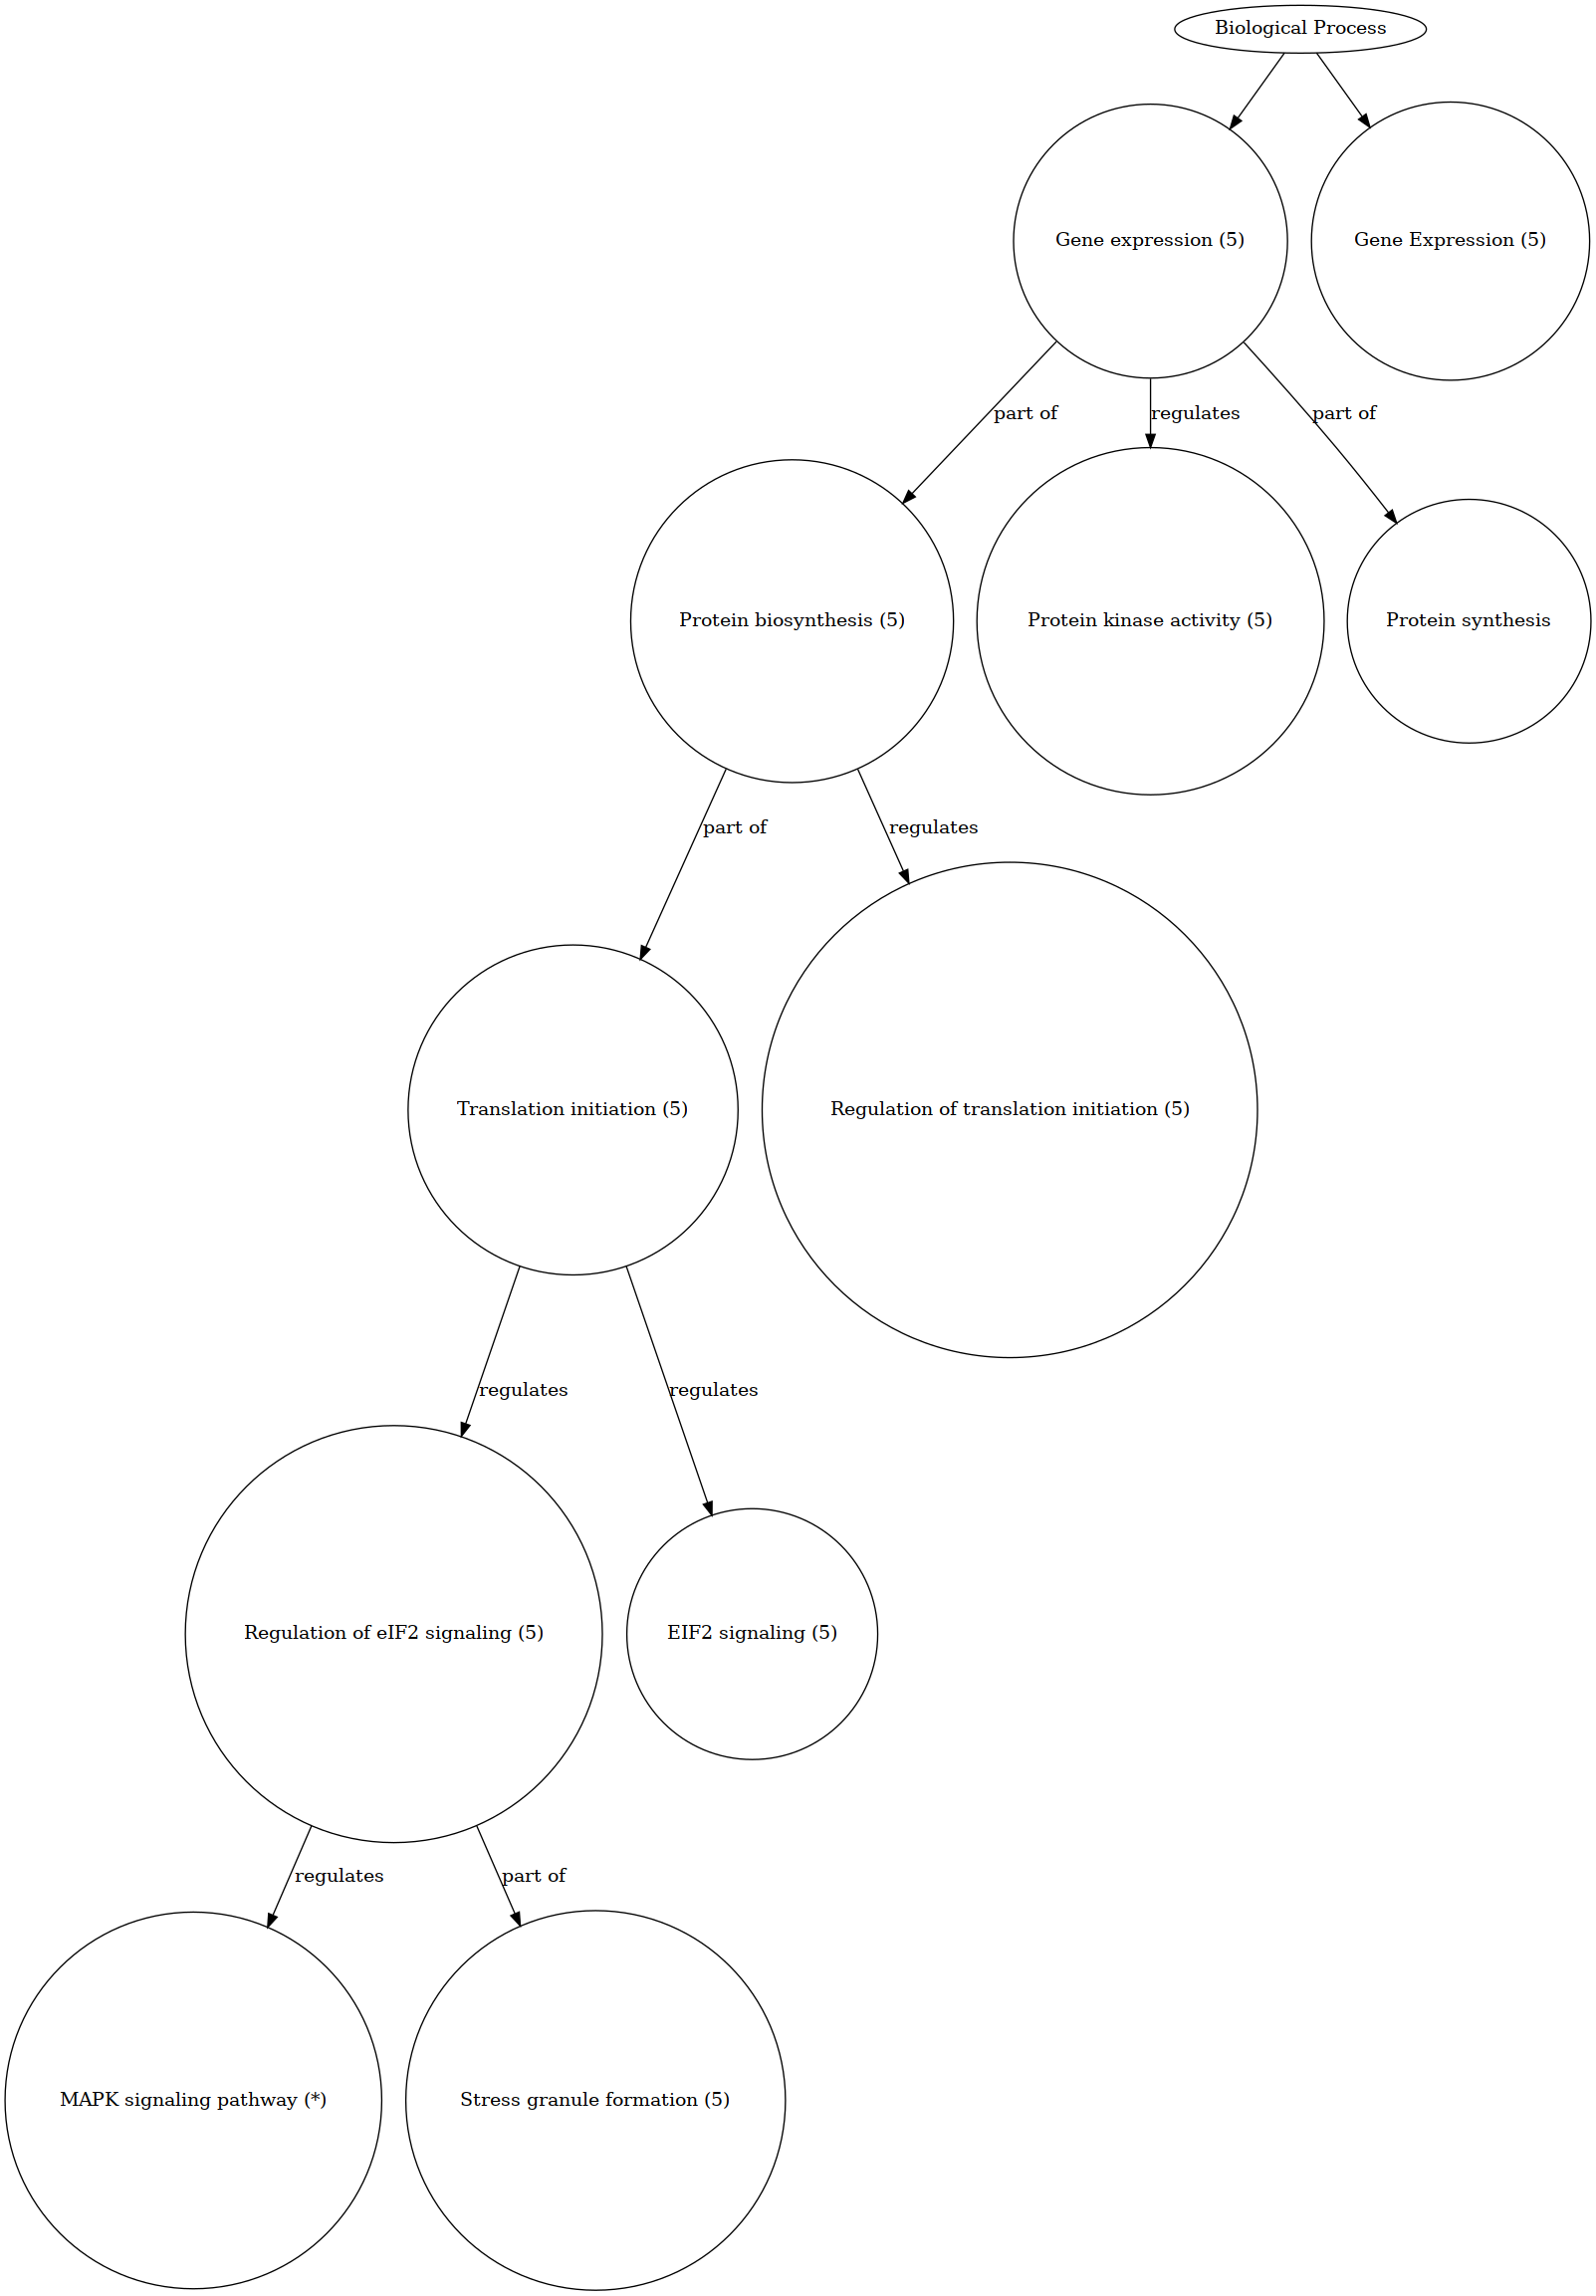 Biological Process
Gene expression (5)
Gene Expression (5)
part of
regulates
part of
Protein biosynthesis (5)
Protein kinase activity (5)
Protein synthesis
part of
regulates
Translation initiation (5)
Regulation of translation initiation (5)
regulates
regulates
Regulation of eIF2 signaling (5)
EIF2 signaling (5)
regulates
part of
MAPK signaling pathway (*)
Stress granule formation (5)